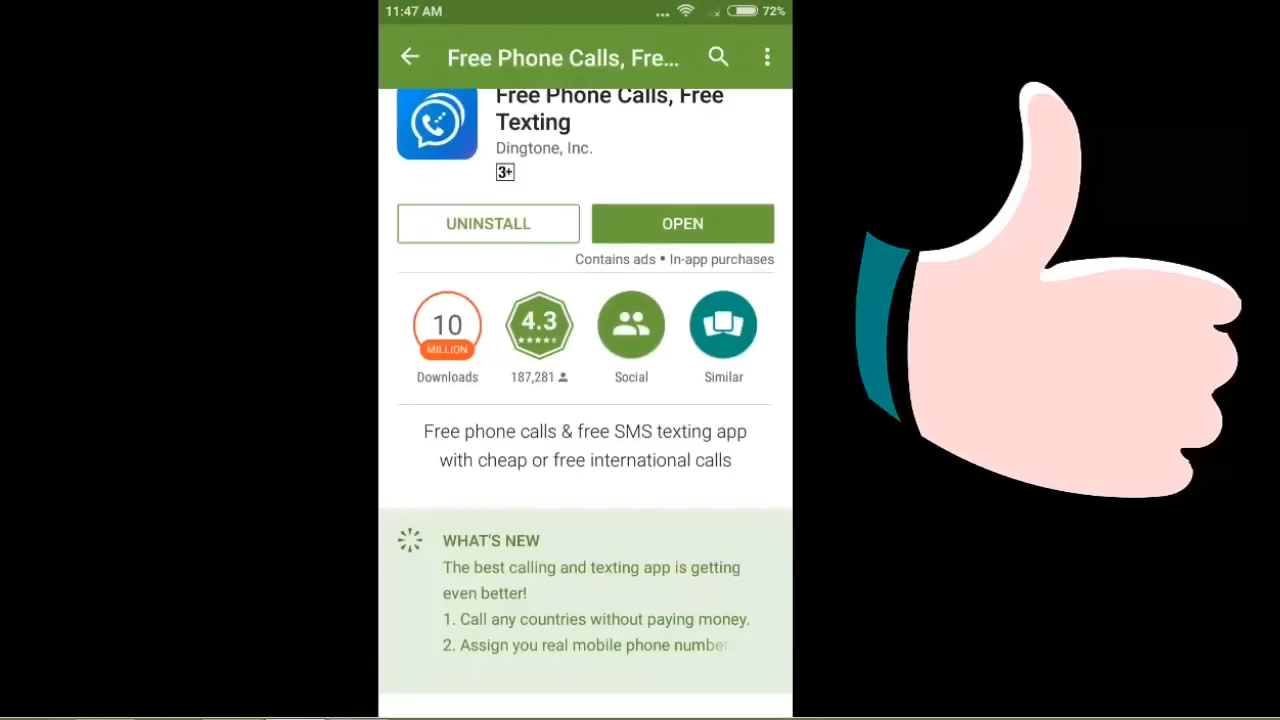 11:47 AM
72%
Free Phone Calls, Fre...
Free Phone Calls, Free
Texting
Dingtone, Inc.
3+
UNINSTALL
OPEN
Contains ads • In-app purchases
10
MILLION
4.3
Downloads
187,281
Social
Similar
Free phone calls & free SMS texting app
with cheap or free international calls
WHAT'S NEW
The best calling and texting app is getting
even better!
1. Call any countries without paying money.
2. Assign you real mobile phone number